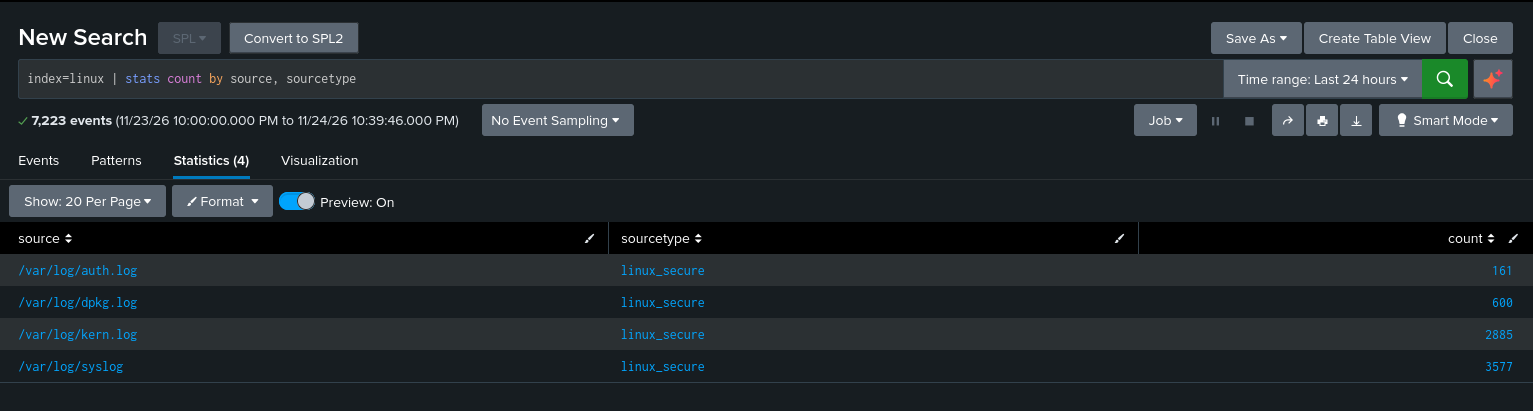 New Search SPL Convert to SPL2 Save As Create Table View Close
index=linux | stats count by source, sourcetype Time range: Last 24 hours
7,223 events (11/23/26 10:00:00.000 PM to 11/24/26 10:39:46.000 PM) No Event Sampling Job Smart Mode
Events Patterns Statistics (4) Visualization
Show: 20 Per Page Format Preview: On
source sourcetype count
/var/log/auth.log linux_secure 161
/var/log/dpkg.log linux_secure 600
/var/log/kern.log linux_secure 2885
/var/log/syslog linux_secure 3577